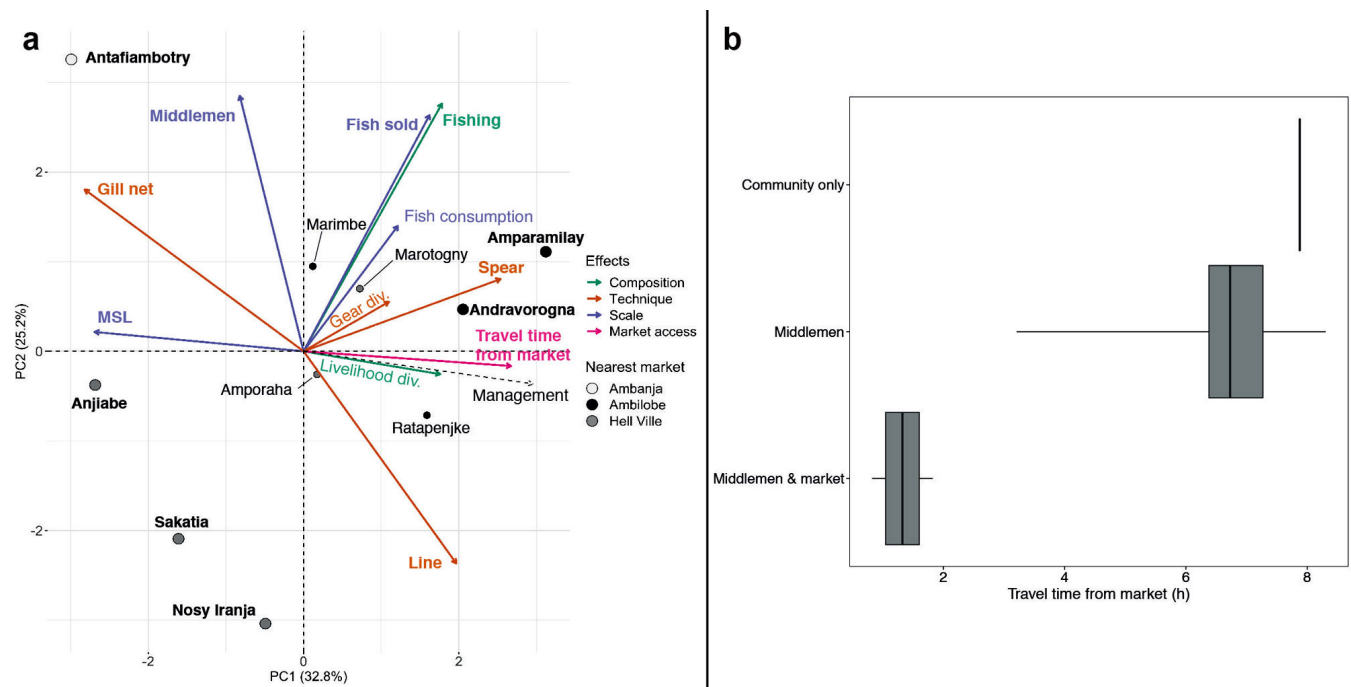 a
Antafiambotry
Middlemen
Fish sold
Fishing
Gill net
Marimbe
Fish consumption
Amparamilay
Marotogny
Spear
Gear div.
Andravorogna
MSL
Travel time
from market
Livelihood div.
Amporaha
Management
Anjiabe
Ratapenjke
Sakatia
Line
Nosy Iranja
2
0
-2
PC2 (25.2%)
-2
0
2
PC1 (32.8%)
Effects
Composition
Technique
Scale
Market access
Nearest market
Ambanja
Ambilobe
Hell Ville
b
Community only
Middlemen
Middlemen & market
2
4
6
8
Travel time from market (h)